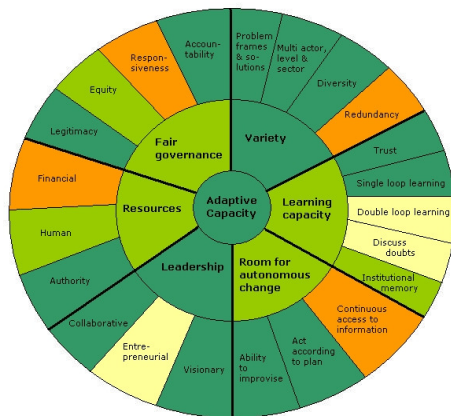 Accoun-
tability
Problem
frames
& so-
lutions
Multi actor,
level &
sector
Diversity
Redundancy
Trust
Single loop learning
Double loop learning
Discuss
doubts
Institutional
memory
Continuous
access to
information
Act
according
to plan
Ability
to
improvise
Visionary
Entre-
preneurial
Collaborative
Authority
Human
Financial
Legitimacy
Equity
Respon-
siveness
Fair
governance
Variety
Learning
capacity
Room for
autonomous
change
Leadership
Resources
Adaptive
Capacity